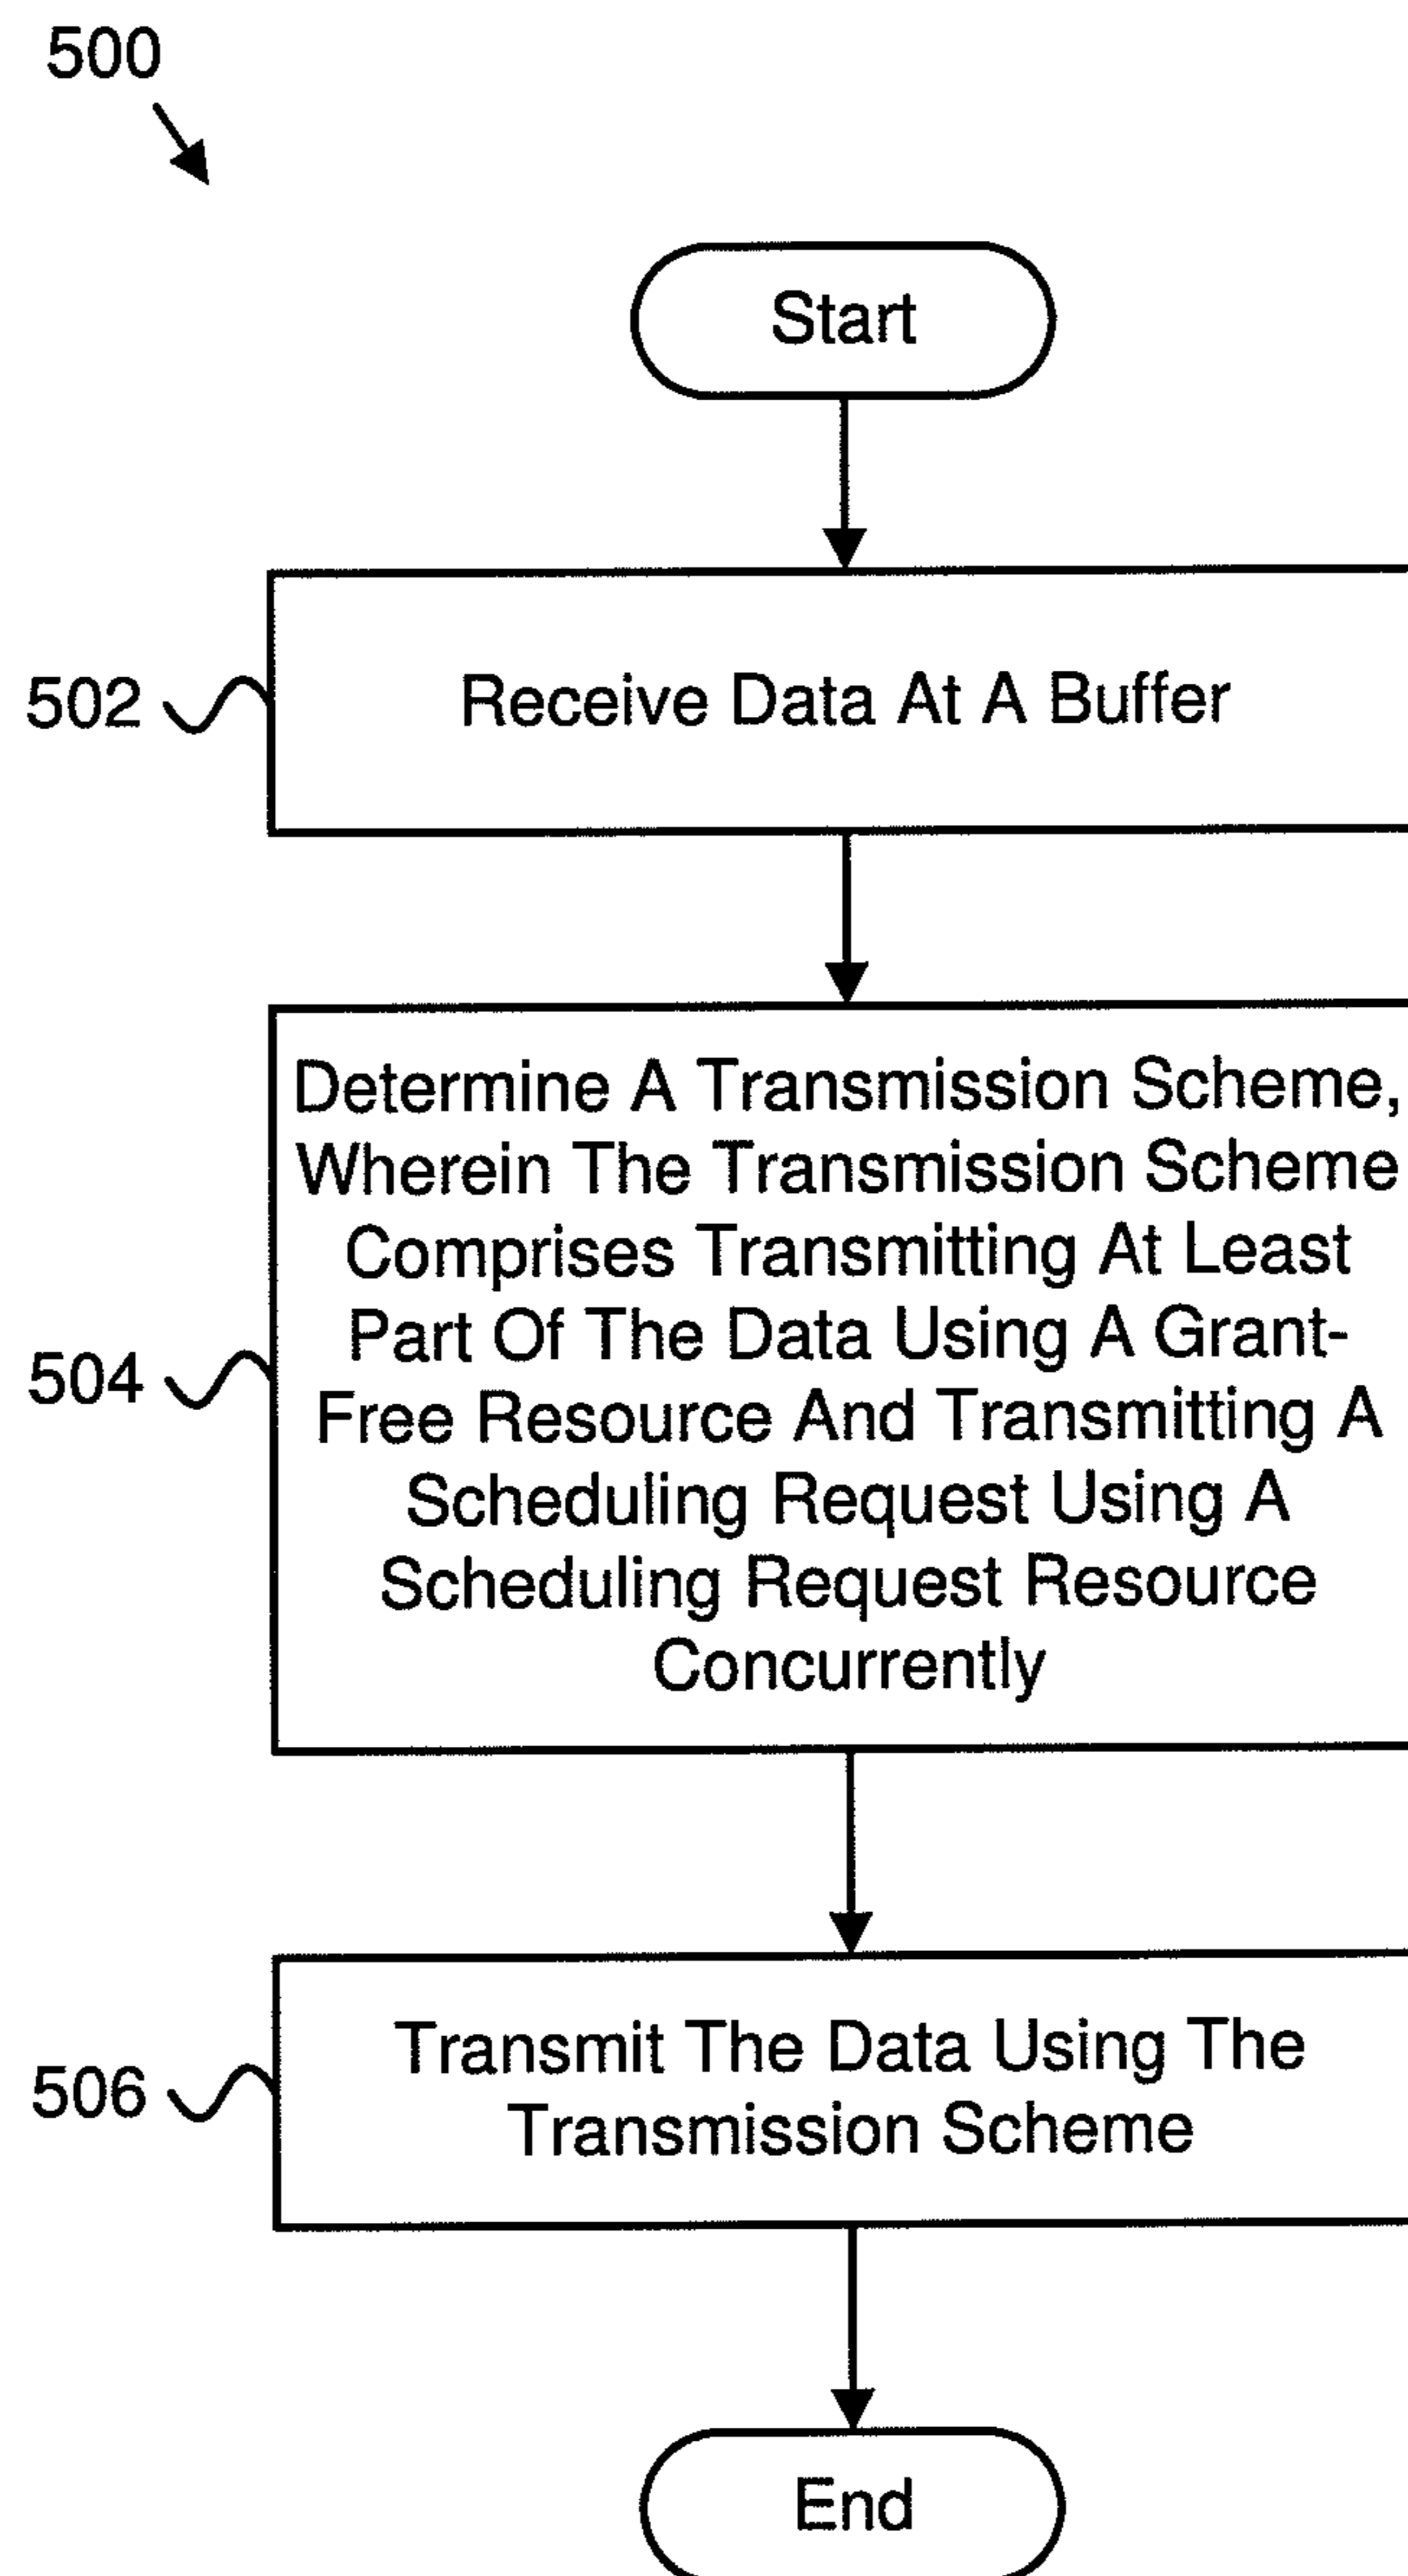 500
Start
502
Receive Data At A Buffer
504
Determine A Transmission Scheme,
Wherein The Transmission Scheme
Comprises Transmitting At Least
Part Of The Data Using A Grant-
Free Resource And Transmitting A
Scheduling Request Using A
Scheduling Request Resource
Concurrently
506
Transmit The Data Using The
Transmission Scheme
End